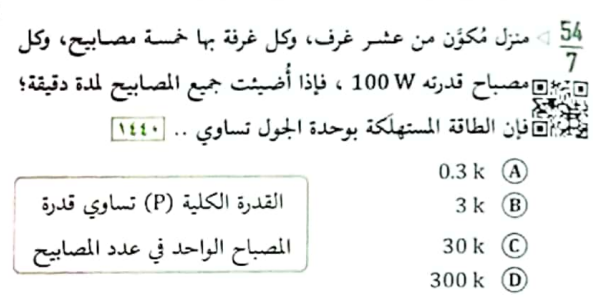 54
7
منزل مُكوَّن من عشر غرف، وكل غرفة بها خمسة مصابيح، وكل
مصباح قدرته 100 W ، فإذا أُضيئت جميع المصابيح لمدة دقيقة؛
فإن الطاقة المستهلَكة بوحدة الجول تساوي .. ١٤٤٠
0.3 k A
3 k B
30 k C
300 k D
القدرة الكلية (P) تساوي قدرة
المصباح الواحد في عدد المصابيح